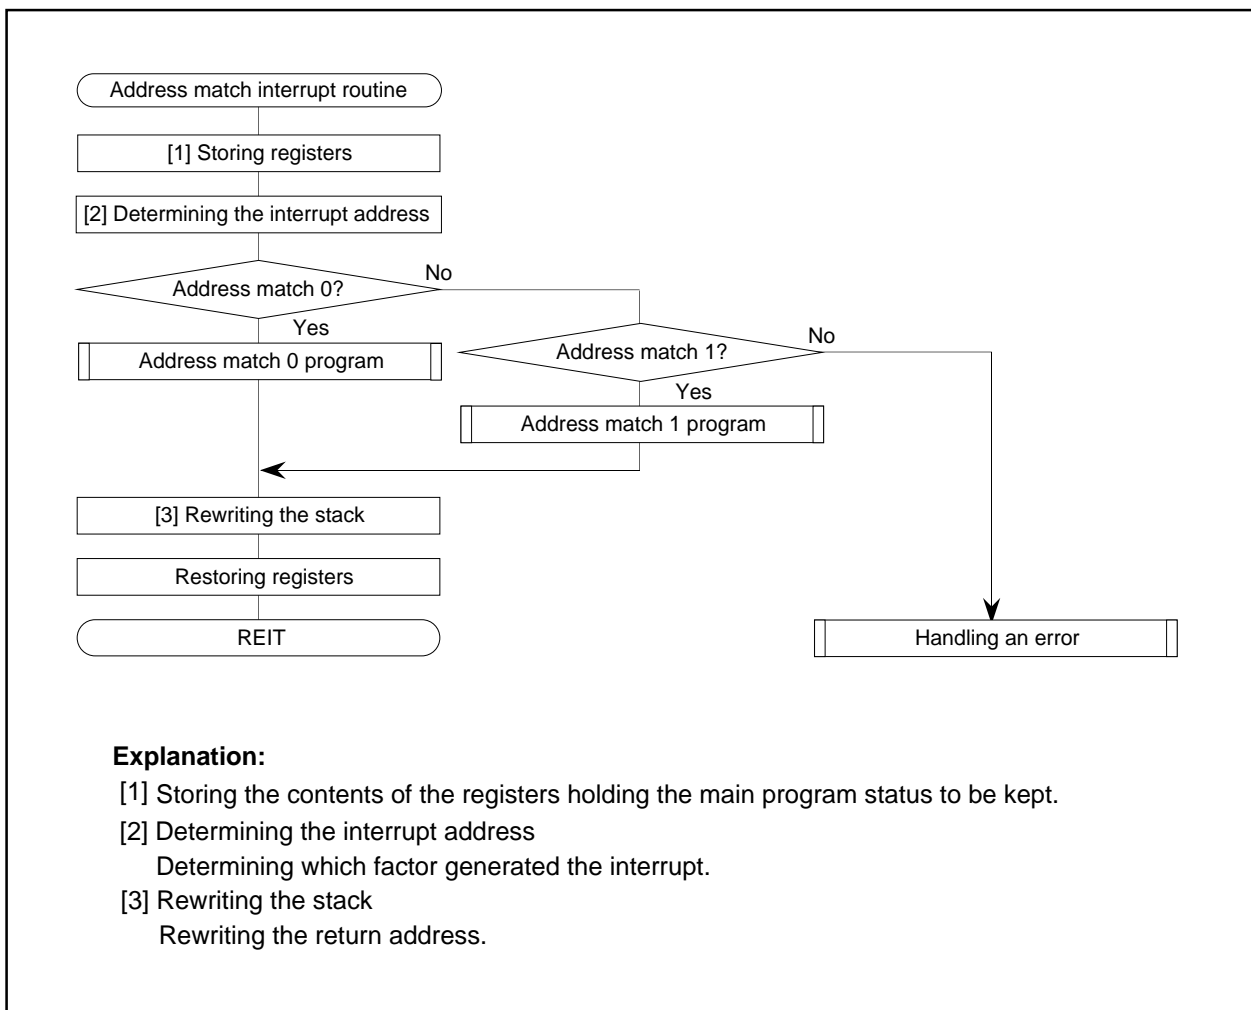 Address match interrupt routine
[1] Storing registers
[2] Determining the interrupt address
Address match 0?
No
Yes
Address match 0 program
Address match 1?
No
Yes
Address match 1 program
[3] Rewriting the stack
Restoring registers
REIT
Handling an error
Explanation:
[1] Storing the contents of the registers holding the main program status to be kept.
[2] Determining the interrupt address
Determining which factor generated the interrupt.
[3] Rewriting the stack
Rewriting the return address.